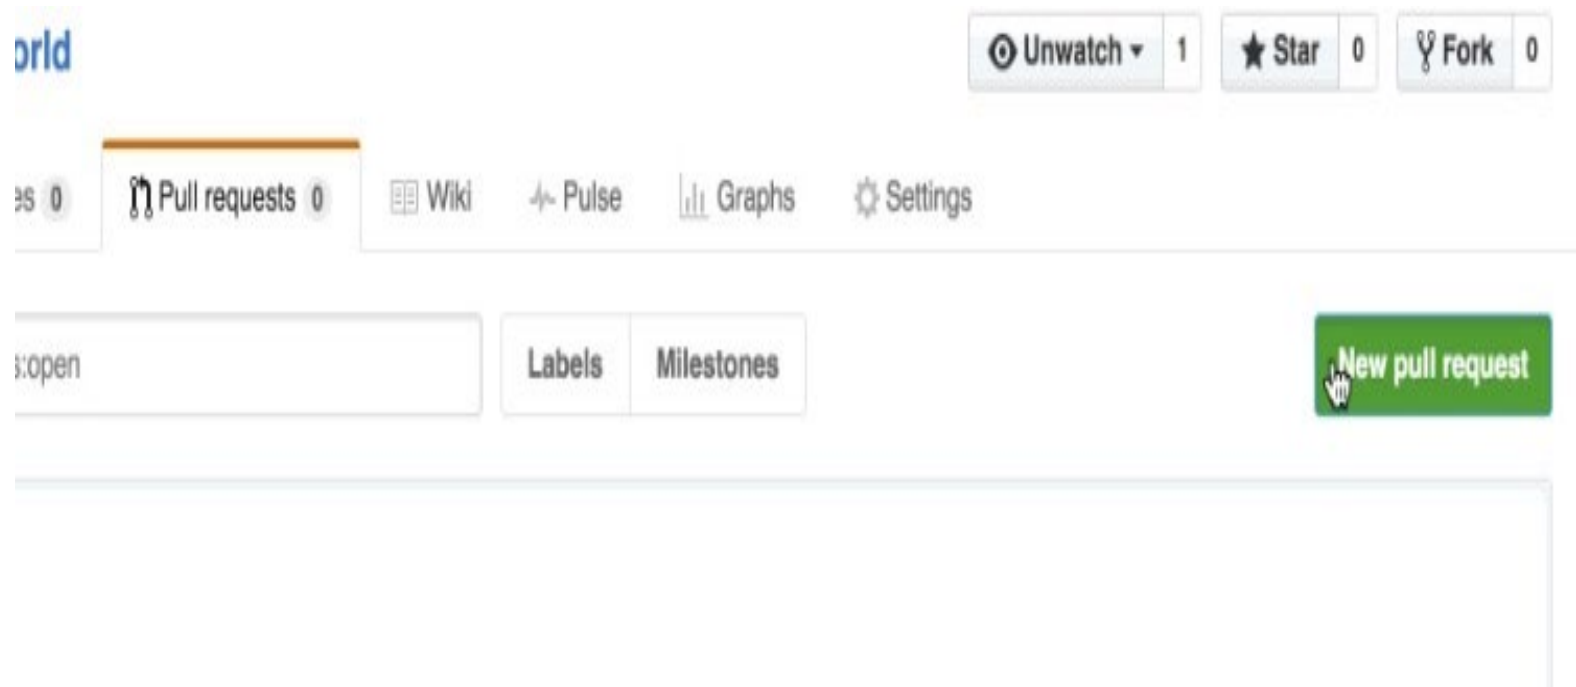 orld Unwatch 1 Star 0 Fork 0
es 0 Pull requests 0 Wiki Pulse Graphs Settings
s:open Labels Milestones New pull request